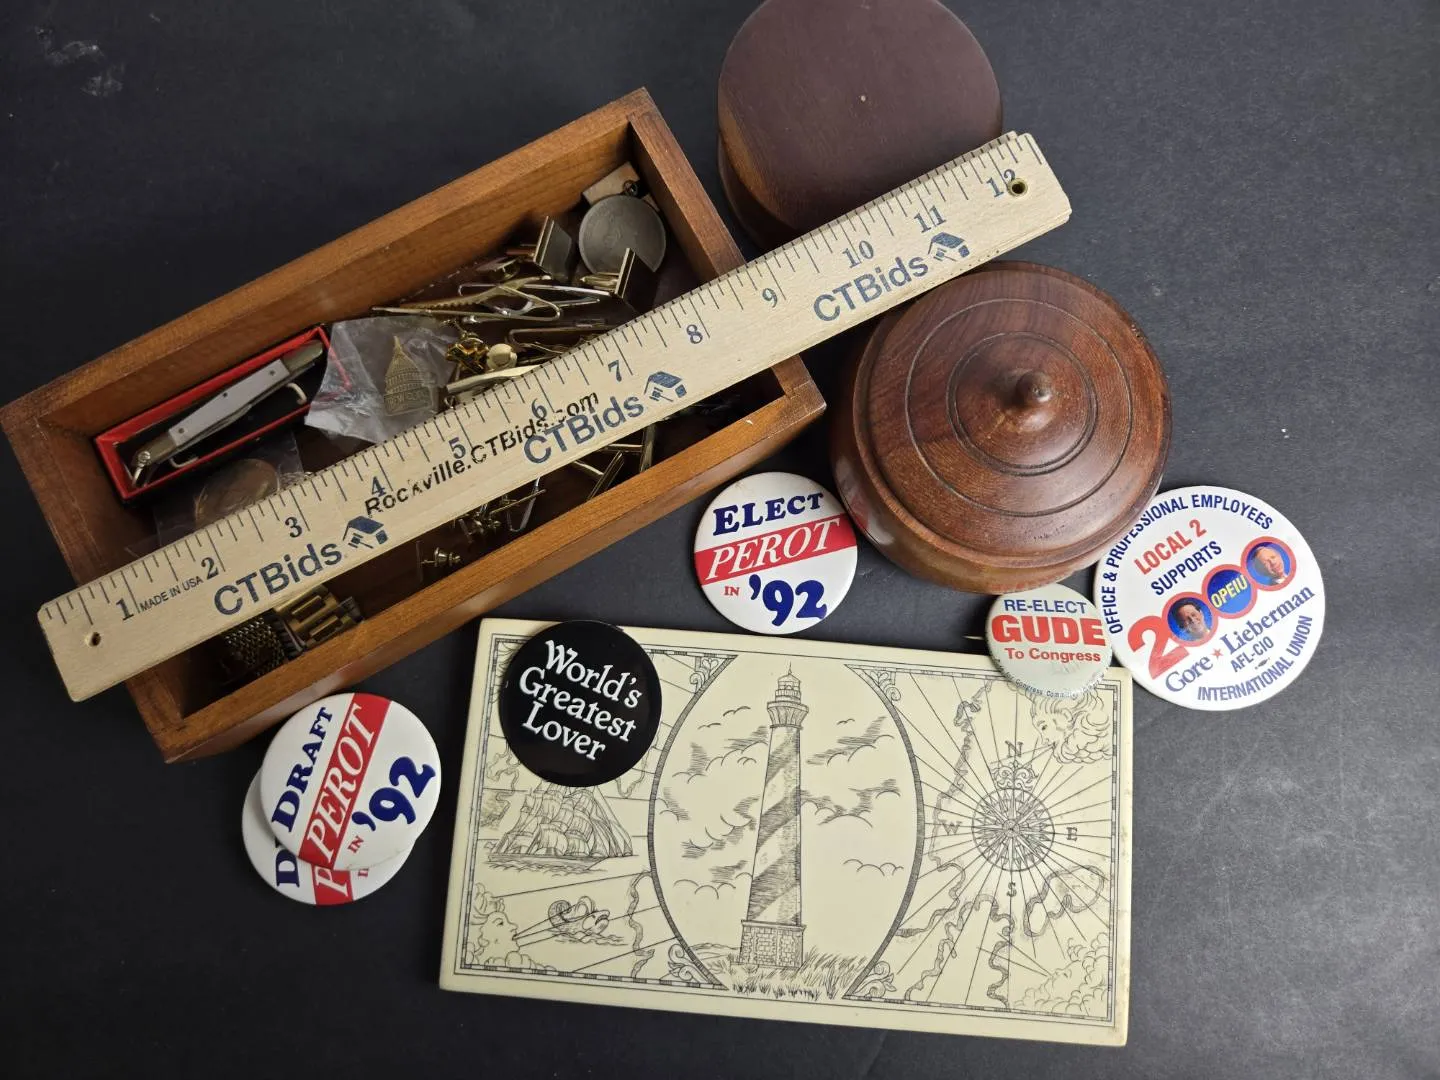 1 2 3 4 5 6 7 8 9 10 11 12
MADE IN USA
CTBids
CTBids
CTBids
Rockville.CTBids.com
ELECT
PEROT
IN '92
OFFICE & PROFESSIONAL EMPLOYEES
LOCAL 2
SUPPORTS
2
OPEIU
Gore ★ Lieberman
AFL-CIO
INTERNATIONAL UNION
RE-ELECT
GUDE
To Congress
World's
Greatest
Lover
DRAFT
PEROT
IN '92
D
P
N
W E
S